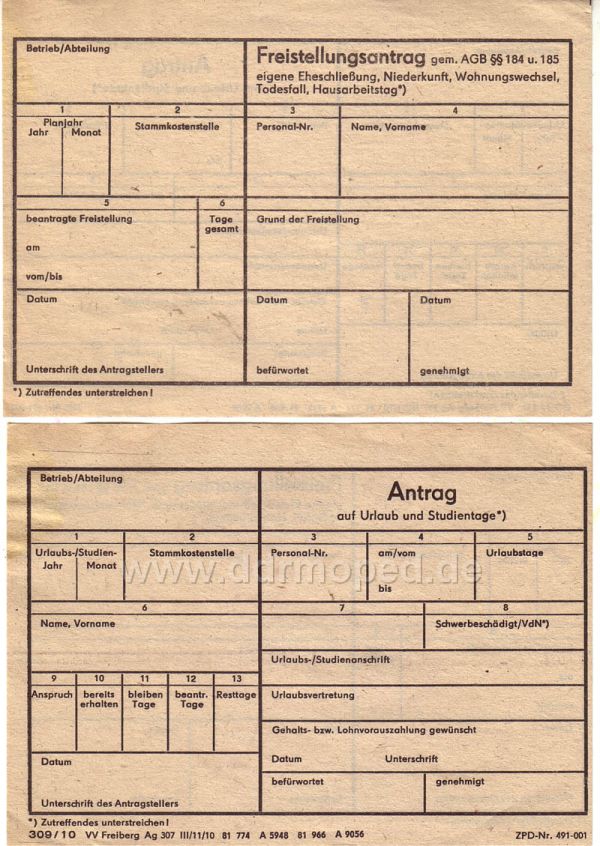 Betrieb/Abteilung
Freistellungsantrag gem. AGB §§ 184 u. 185
eigene Eheschließung, Niederkunft, Wohnungswechsel,
Todesfall, Hausarbeitstag*)
1 2 3 4
Planjahr
Jahr Monat
Stammkostenstelle
Personal-Nr.
Name, Vorname
5 6
beantragte Freistellung
Tage
gesamt
Grund der Freistellung
am
vom/bis
Datum
Datum
Datum
Unterschrift des Antragstellers
befürwortet
genehmigt
*) Zutreffendes unterstreichen!
Betrieb/Abteilung
Antrag
auf Urlaub und Studientage*)
1 2 3 4 5
Urlaubs-/Studien-
Jahr Monat
Stammkostenstelle
Personal-Nr.
am/vom
bis
Urlaubstage
www.ddrmoped.de
6 7 8
Name, Vorname
Schwerbeschädigt/VdN*)
Urlaubs-/Studienanschrift
9 10 11 12 13
Anspruch
bereits
erhalten
bleiben
Tage
beantr.
Tage
Resttage
Urlaubsvertretung
Gehalts- bzw. Lohnvorauszahlung gewünscht
Datum
Datum Unterschrift
befürwortet
genehmigt
Unterschrift des Antragstellers
*) Zutreffendes unterstreichen!
309/10 VV Freiberg Ag 307 III/11/10 81 774 A 5948 81 966 A 9056
ZPD-Nr. 491-001